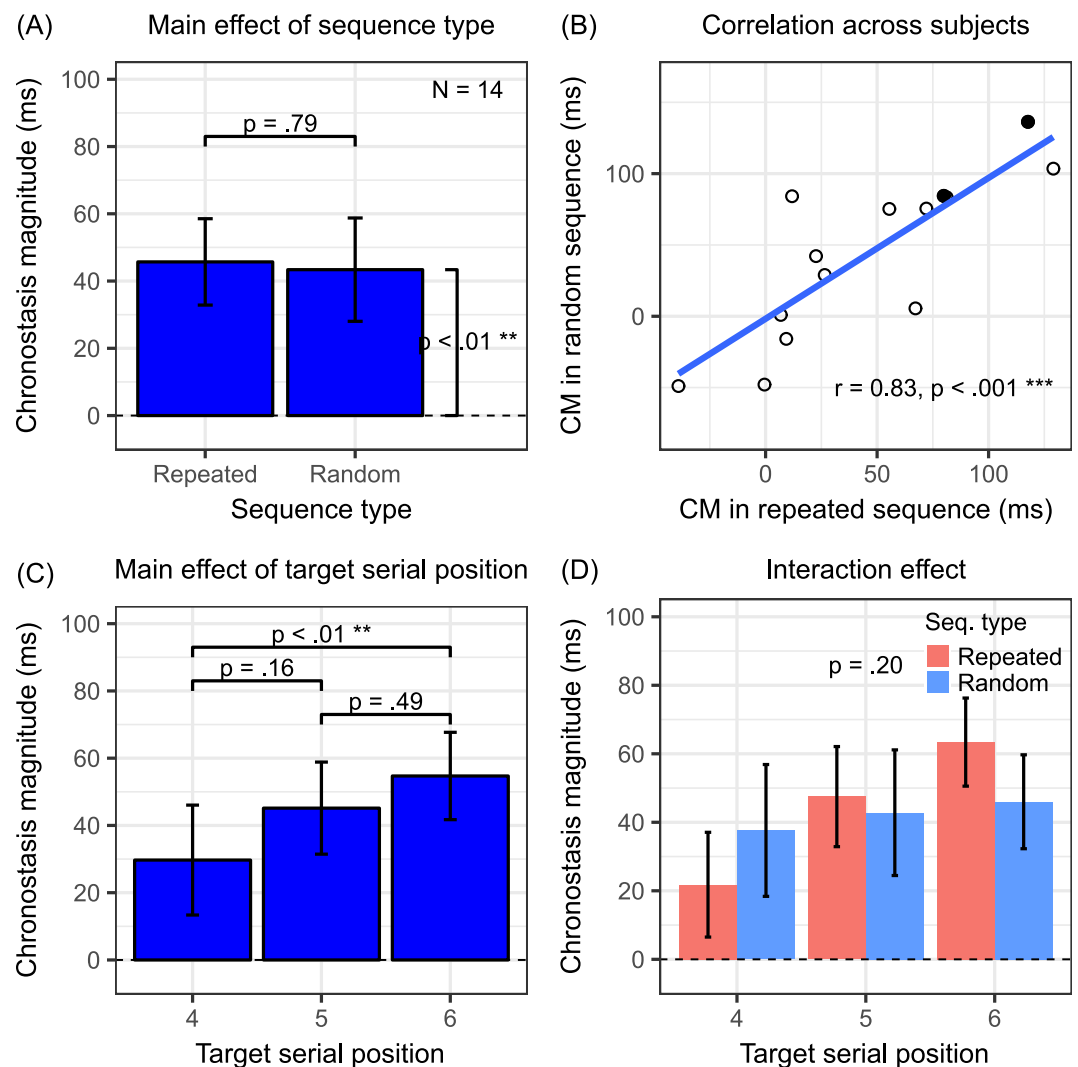 (A)
Main effect of sequence type
Chronostasis magnitude (ms)
100
80
60
40
20
0
N = 14
p = .79
p < .01 **
Repeated
Random
Sequence type
(B)
Correlation across subjects
CM in random sequence (ms)
100
0
r = 0.83, p < .001 ***
0
50
100
CM in repeated sequence (ms)
(C)
Main effect of target serial position
Chronostasis magnitude (ms)
100
80
60
40
20
0
p < .01 **
p = .16
p = .49
4
5
6
Target serial position
(D)
Interaction effect
Chronostasis magnitude (ms)
100
80
60
40
20
0
Seq. type
Repeated
Random
p = .20
4
5
6
Target serial position